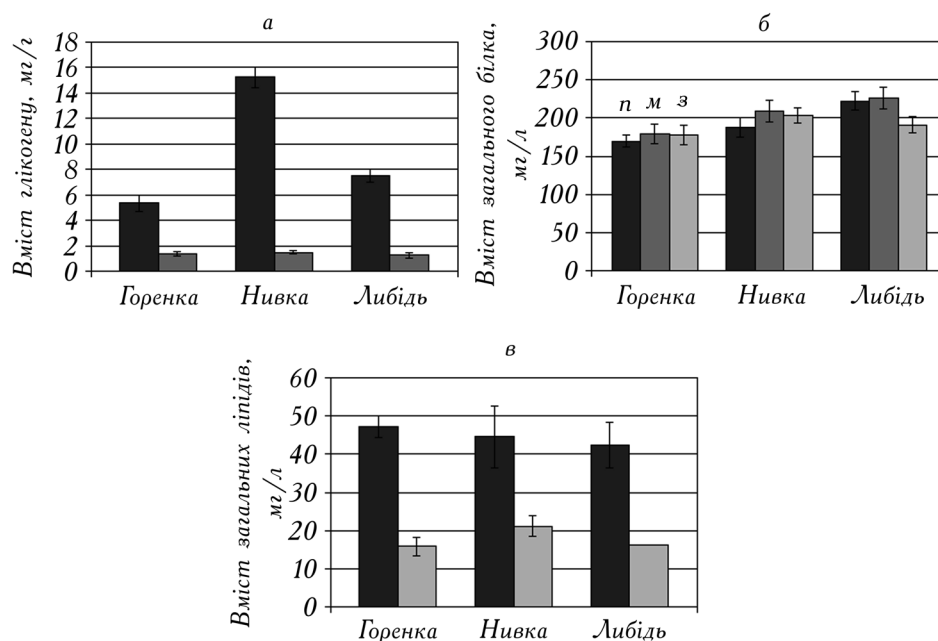 а
Вміст глікогену, мг/г
18
16
14
12
10
8
6
4
2
0
Горенка Нивка Либідь
б
Вміст загального білка,
мг/л
300
250
200
150
100
50
0
п м з
Горенка Нивка Либідь
в
Вміст загальних ліпідів,
мг/л
60
50
40
30
20
10
0
Горенка Нивка Либідь